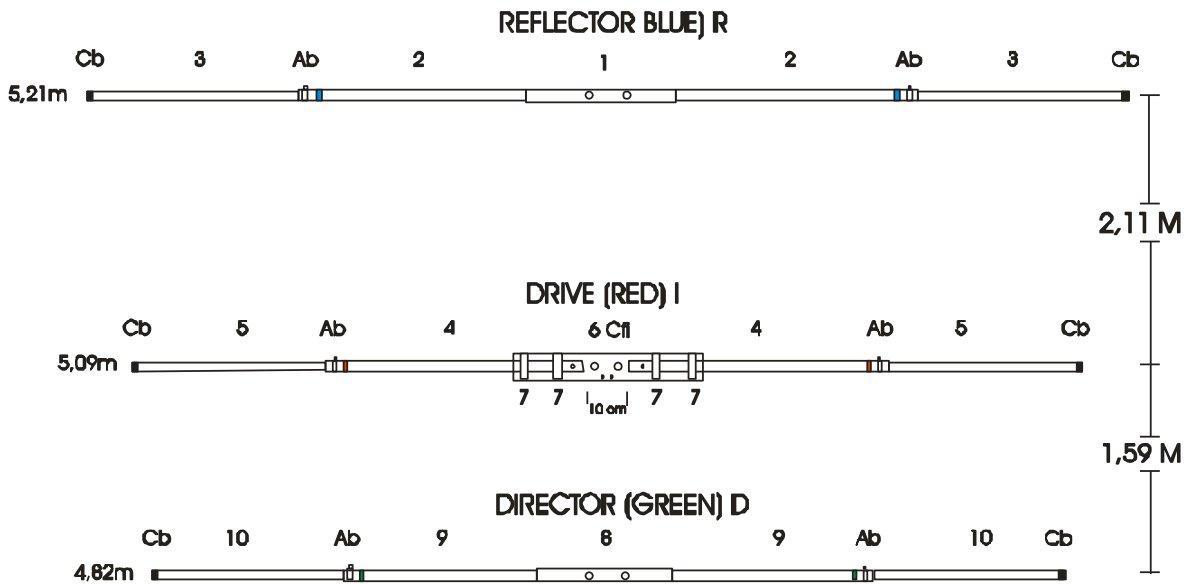 REFLECTOR BLUE) R
Cb 3 Ab 2 1 2 Ab 3 Cb
5,21m
2,11 M
DRIVE (RED) I
Cb 5 Ab 4 6 Cfi 4 Ab 5 Cb
5,09m
7 7 10 cm 7 7
1,59 M
DIRECTOR (GREEN) D
Cb 10 Ab 9 8 9 Ab 10 Cb
4,82m